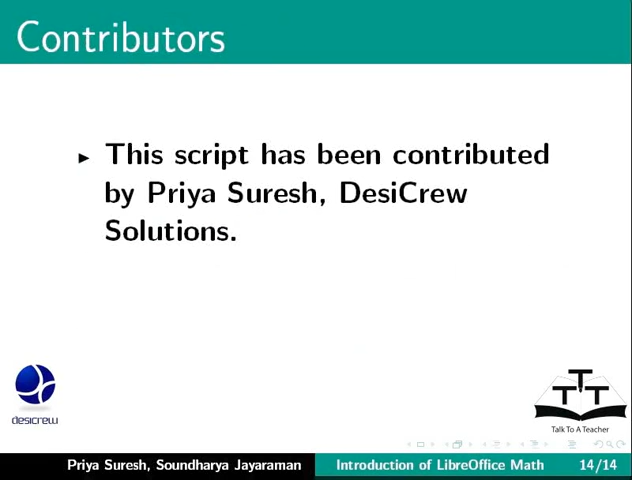 Contributors
This script has been contributed
by Priya Suresh, DesiCrew
Solutions.
desicrew
TTT
Talk To A Teacher
Priya Suresh, Soundharya Jayaraman
Introduction of LibreOffice Math
14/14